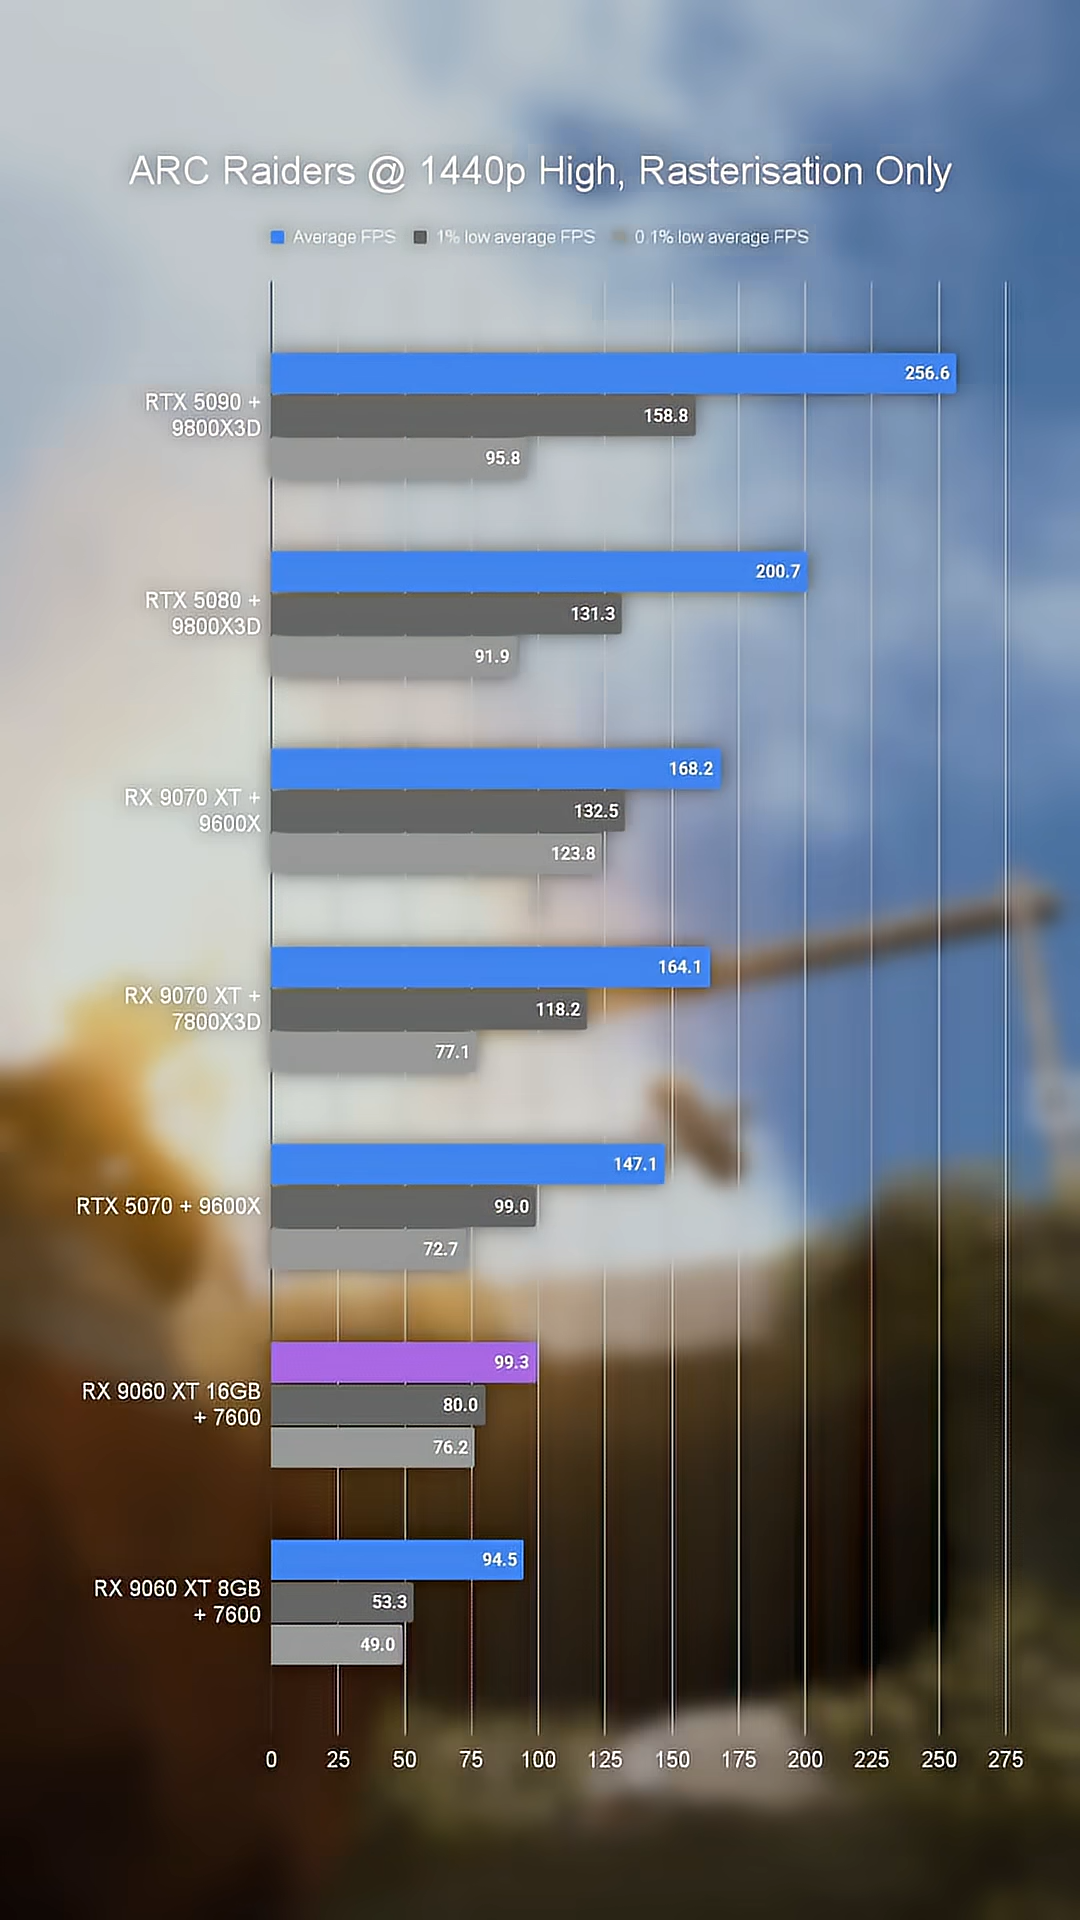 ARC Raiders @ 1440p High, Rasterisation Only
Average FPS 1% low average FPS 0.1% low average FPS
RTX 5090 +
9800X3D
256.6
158.8
95.8
RTX 5080 +
9800X3D
200.7
131.3
91.9
RX 9070 XT +
9600X
168.2
132.5
123.8
RX 9070 XT +
7800X3D
164.1
118.2
77.1
RTX 5070 + 9600X
147.1
99.0
72.7
RX 9060 XT 16GB
+ 7600
99.3
80.0
76.2
RX 9060 XT 8GB
+ 7600
94.5
53.3
49.0
0 25 50 75 100 125 150 175 200 225 250 275